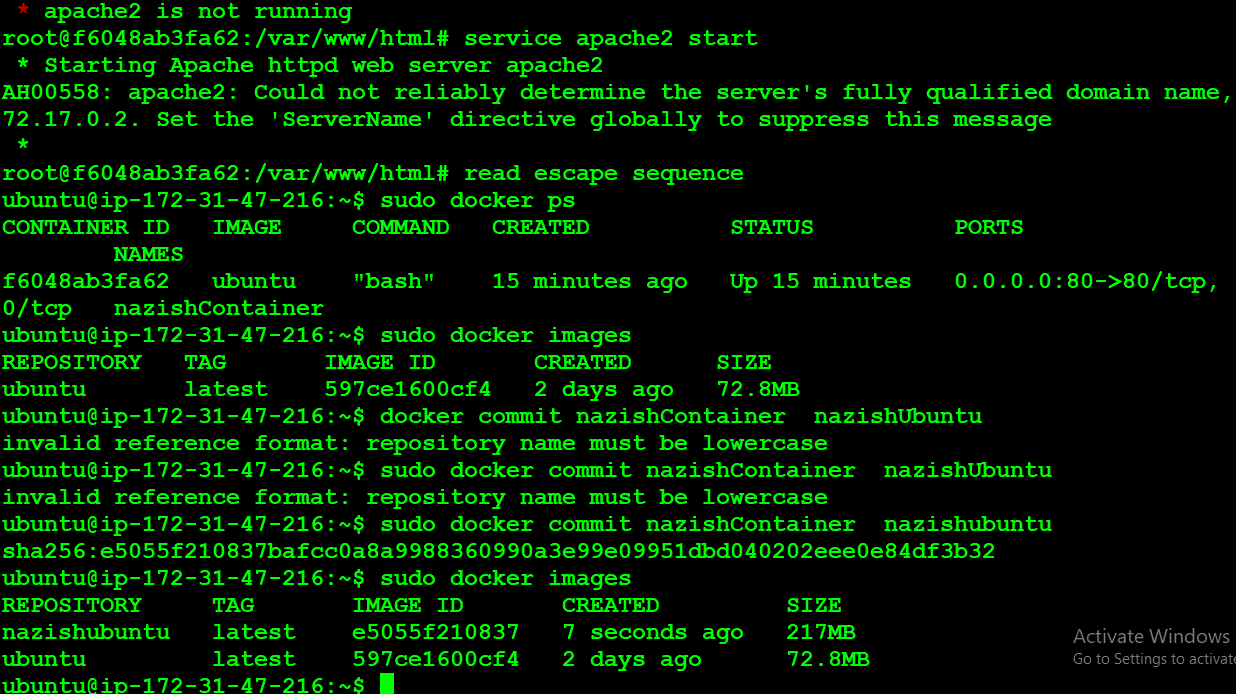 * apache2 is not running
root@f6048ab3fa62:/var/www/html# service apache2 start
* Starting Apache httpd web server apache2
AH00558: apache2: Could not reliably determine the server's fully qualified domain name,
72.17.0.2. Set the 'ServerName' directive globally to suppress this message
*
root@f6048ab3fa62:/var/www/html# read escape sequence
ubuntu@ip-172-31-47-216:~$ sudo docker ps
CONTAINER ID   IMAGE     COMMAND   CREATED          STATUS          PORTS
        NAMES
f6048ab3fa62   ubuntu    "bash"    15 minutes ago   Up 15 minutes   0.0.0.0:80->80/tcp,
0/tcp   nazishContainer
ubuntu@ip-172-31-47-216:~$ sudo docker images
REPOSITORY   TAG       IMAGE ID       CREATED      SIZE
ubuntu       latest    597ce1600cf4   2 days ago   72.8MB
ubuntu@ip-172-31-47-216:~$ docker commit nazishContainer  nazishUbuntu
invalid reference format: repository name must be lowercase
ubuntu@ip-172-31-47-216:~$ sudo docker commit nazishContainer  nazishUbuntu
invalid reference format: repository name must be lowercase
ubuntu@ip-172-31-47-216:~$ sudo docker commit nazishContainer  nazishubuntu
sha256:e5055f210837bafcc0a8a9988360990a3e99e09951dbd040202eee0e84df3b32
ubuntu@ip-172-31-47-216:~$ sudo docker images
REPOSITORY     TAG       IMAGE ID       CREATED         SIZE
nazishubuntu   latest    e5055f210837   7 seconds ago   217MB
ubuntu         latest    597ce1600cf4   2 days ago      72.8MB
ubuntu@ip-172-31-47-216:~$
Activate Windows
Go to Settings to activate